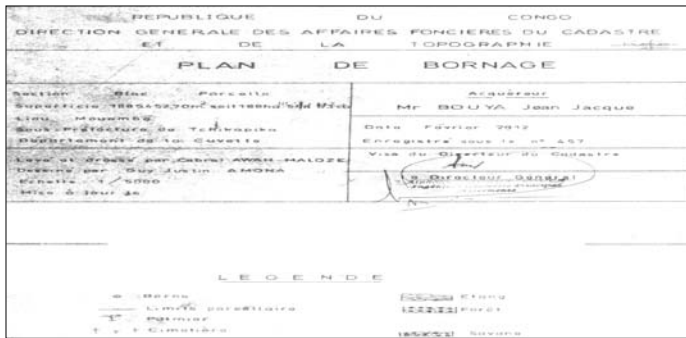 REPUBLIQUE DU CONGO
DIRECTION GENERALE DES AFFAIRES FONCIERES DU CADASTRE
ET DE LA TOPOGRAPHIE
PLAN DE BORNAGE
Section Bloc Parcelle
Superficie
Lieu Moyemba
Sous-Préfecture de Tchikapika
Département de la Cuvette
Levé et dressé par Cabral AWAH-MALOZE
Dessiné par Guy Justin AMONA
Echelle 1/5000
Mise à jour le
Acquéreur
Mr BOUYA Jean Jacque
Date Février 2012
Enregistré sous le n° 457
Visa du Directeur du Cadastre
Le Directeur Général
LEGENDE
Borne
Limite parcellaire
Palmier
Cimetière
Etang
Forêt
Savane